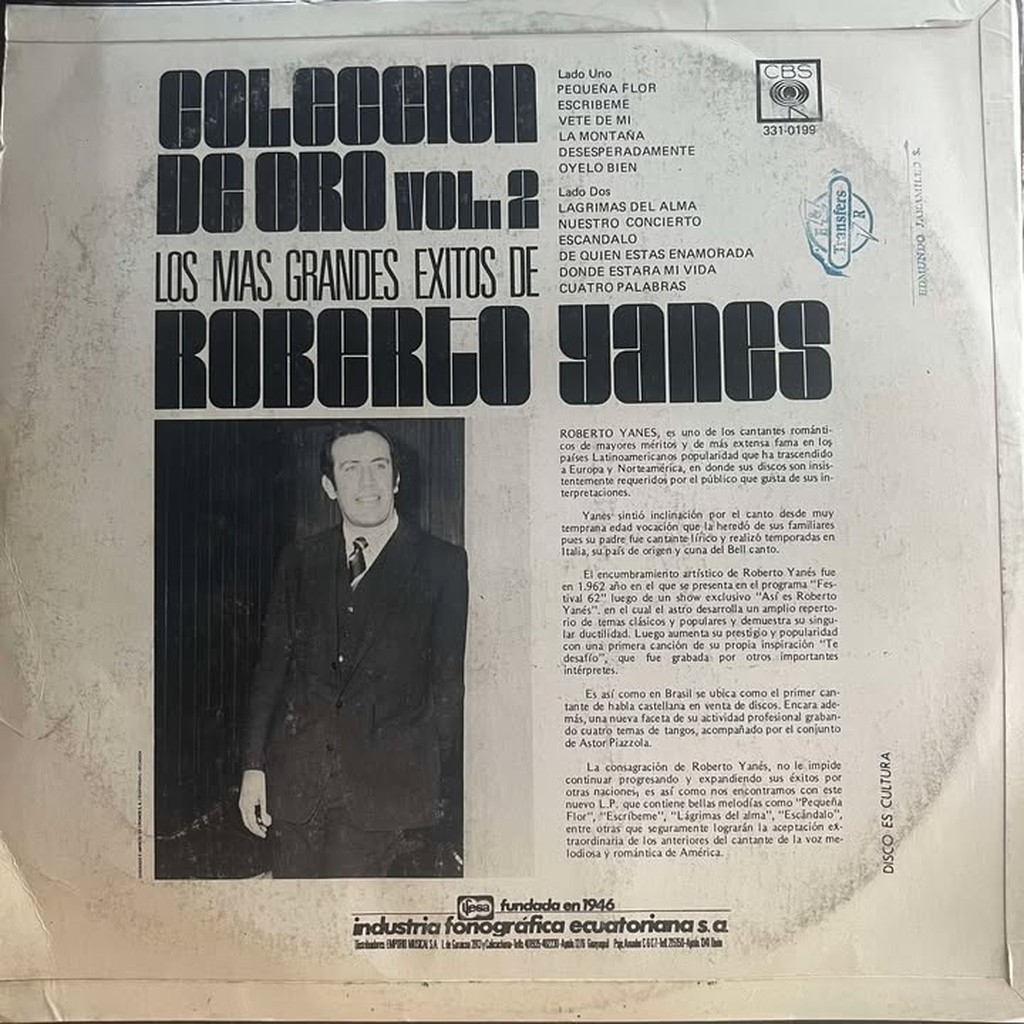 COLECCION
DE ORO VOL. 2
LOS MAS GRANDES EXITOS DE
ROBERTO YANES
Lado Uno
PEQUEÑA FLOR
ESCRIBEME
VETE DE MI
LA MONTAÑA
DESESPERADAMENTE
OYELO BIEN
Lado Dos
LAGRIMAS DEL ALMA
NUESTRO CONCIERTO
ESCANDALO
DE QUIEN ESTAS ENAMORADA
DONDE ESTARA MI VIDA
CUATRO PALABRAS
CBS
331-0199
Transfers
R
EDMUNDO JARAMILLO S.
ROBERTO YANES, es uno de los cantantes románti-
cos de mayores méritos y de más extensa fama en los
países Latinoamericanos popularidad que ha trascendido
a Europa y Norteamérica, en donde sus discos son insis-
tentemente requeridos por el público que gusta de sus in-
terpretaciones.
Yanés sintió inclinación por el canto desde muy
temprana edad vocación que la heredó de sus familiares
pues su padre fue cantante lírico y realizó temporadas en
Italia, su país de origen y cuna del Bell canto.
El encumbramiento artístico de Roberto Yanés fue
en 1.962 año en el que se presenta en el programa "Fes-
tival 62" luego de un show exclusivo "Así es Roberto
Yanés". en el cual el astro desarrolla un amplio reperto-
rio de temas clásicos y populares y demuestra su singu-
lar ductilidad. Luego aumenta su prestigio y popularidad
con una primera canción de su propia inspiración "Te
desafío", que fue grabada por otros importantes
intérpretes.
Es así como en Brasil se ubica como el primer can-
tante de habla castellana en venta de discos. Encara ade-
más, una nueva faceta de su actividad profesional graban-
do cuatro temas de tangos, acompañado por el conjunto
de Astor Piazzola.
La consagración de Roberto Yanés, no le impide
continuar progresando y expandiendo sus éxitos por
otras naciones, es así como nos encontramos con este
nuevo L.P. que contiene bellas melodías como "Pequeña
Flor", "Escríbeme", "Lágrimas del alma", "Escándalo",
entre otras que seguramente lograrán la aceptación ex-
traordinaria de los anteriores del cantante de la voz me-
lodiosa y romántica de América.
DISCO ES CULTURA
ifesa fundada en 1946
industria fonográfica ecuatoriana s.a.
Distribuidores: EMPORIO MUSICAL S.A.